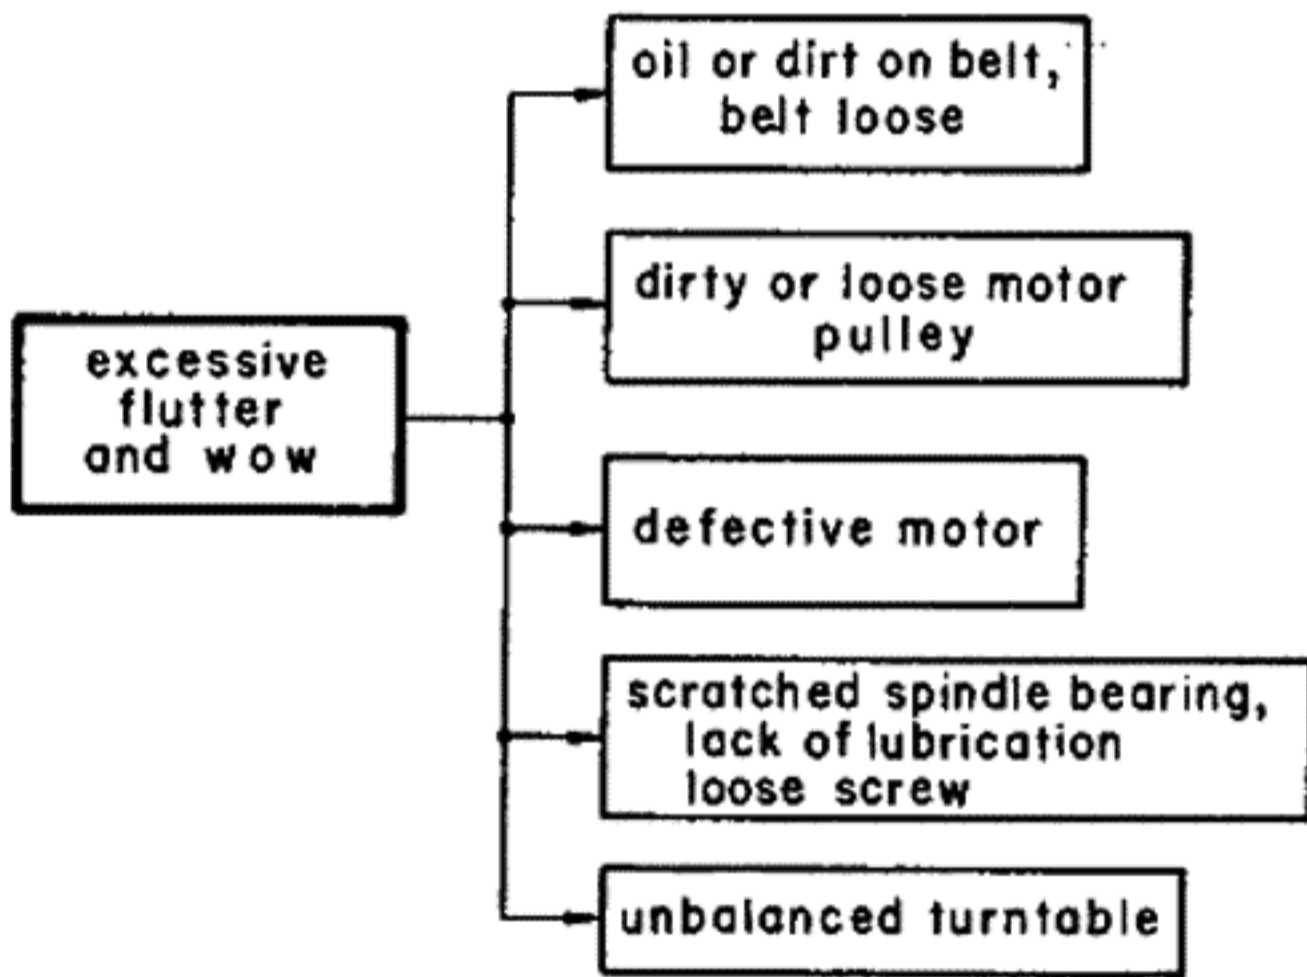 excessive
flutter
and wow
oil or dirt on belt,
belt loose
dirty or loose motor
pulley
defective motor
scratched spindle bearing,
lack of lubrication
loose screw
unbalanced turntable